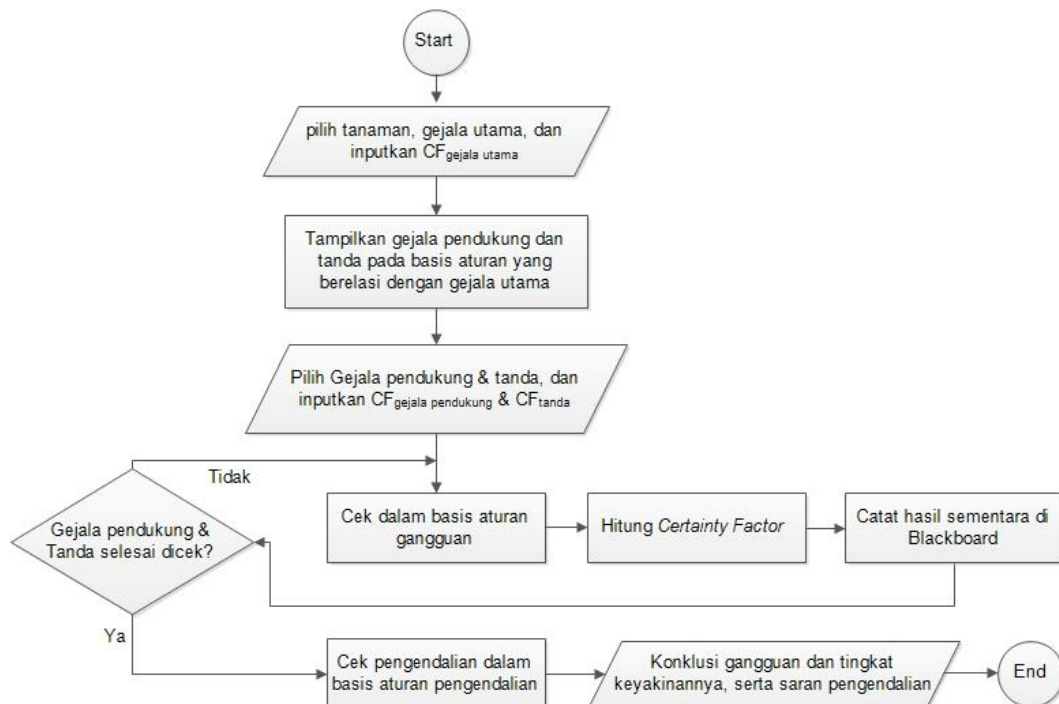 Start
pilih tanaman, gejala utama, dan
inputkan CFgejala utama
Tampilkan gejala pendukung dan
tanda pada basis aturan yang
berelasi dengan gejala utama
Pilih Gejala pendukung & tanda, dan
inputkan CFgejala pendukung & CFtanda
Tidak
Gejala pendukung &
Tanda selesai dicek?
Cek dalam basis aturan
gangguan
Hitung Certainty Factor
Catat hasil sementara di
Blackboard
Ya
Cek pengendalian dalam
basis aturan pengendalian
Konklusi gangguan dan tingkat
keyakinannya, serta saran pengendalian
End